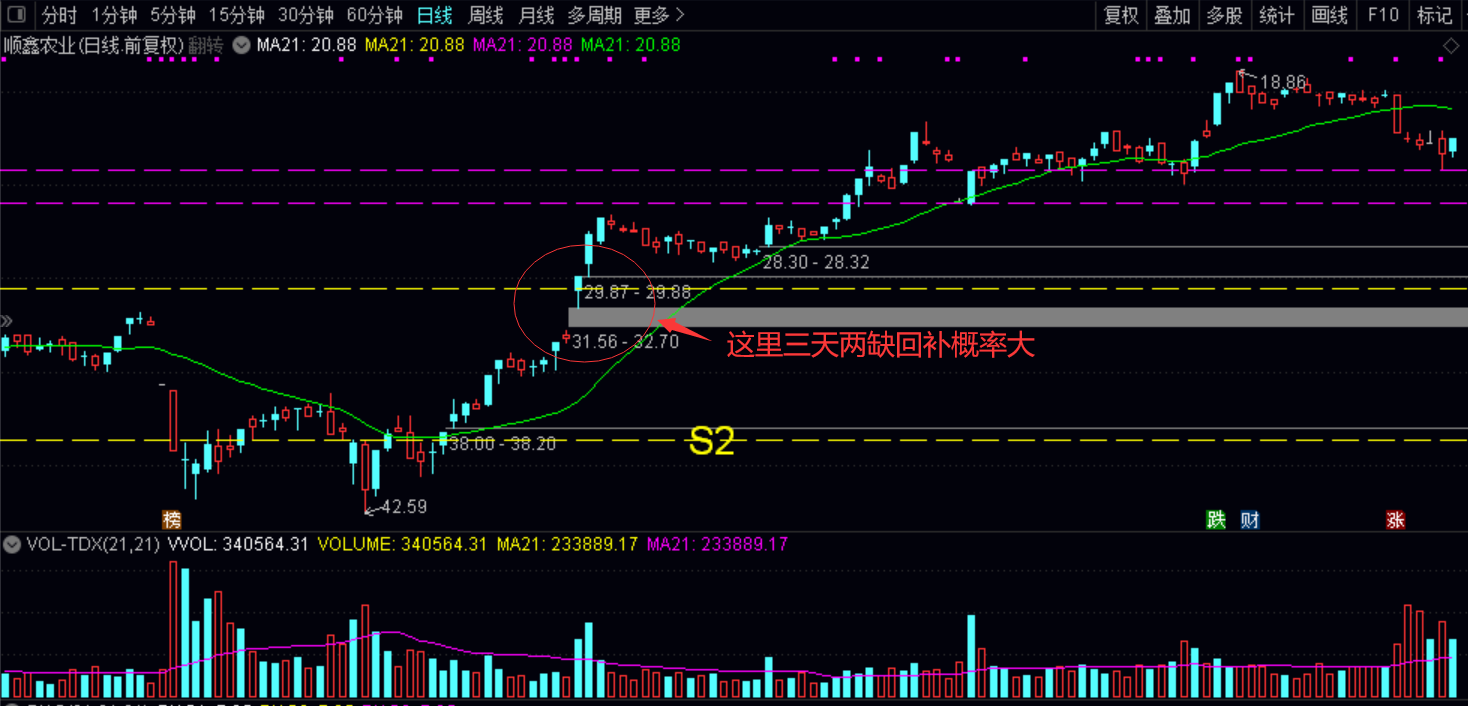 分时 1分钟 5分钟 15分钟 30分钟 60分钟 日线 周线 月线 多周期 更多 复权 叠加 多股 统计 画线 F10 标记
顺鑫农业(日线.前复权) 翻转 MA21: 20.88 MA21: 20.88 MA21: 20.88 MA21: 20.88
18.86
28.30 - 28.32
29.87 - 29.88
31.56 - 32.70
这里三天两缺回补概率大
38.00 - 38.20
S2
42.59
榜 跌 财 涨
VOL-TDX(21,21) VVOL: 340564.31 VOLUME: 340564.31 MA21: 233889.17 MA21: 233889.17